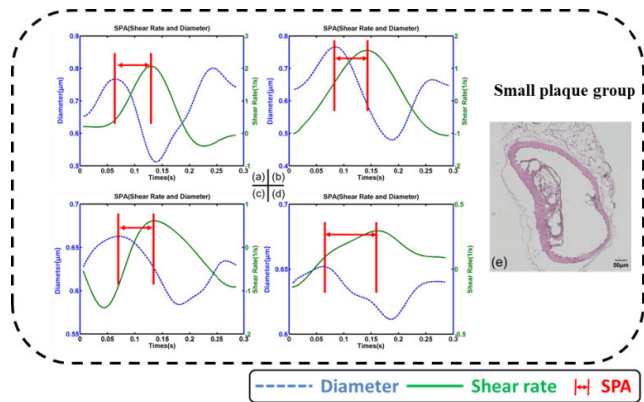 SPA(Shear Rate and Diameter)
Diameter[μm]
0.9
0.8
0.7
0.6
0.5
2
1
0
-1
2
Shear Rate(1/s)
0 0.05 0.1 0.15 0.2 0.25 0.3
Times(s)
(a)
SPA(Shear Rate and Diameter)
Diameter[μm]
0.8
0.7
0.6
0.5
0.4
2
1
0
-1
2
Shear Rate(1/s)
0 0.05 0.1 0.15 0.2 0.25 0.3
Times(s)
(b)
SPA(Shear Rate and Diameter)
Diameter[μm]
0.7
0.65
0.6
0.55
1
0
-1
2
Shear Rate(1/s)
0 0.05 0.1 0.15 0.2 0.25 0.3
Times(s)
(c)
SPA(Shear Rate and Diameter)
Diameter[μm]
0.7
0.65
0.6
0.5
0
0.5
Shear Rate(1/s)
0 0.05 0.1 0.15 0.2 0.25 0.3
Times(s)
(d)
Small plaque group
(e)
50μm
Diameter Shear rate SPA